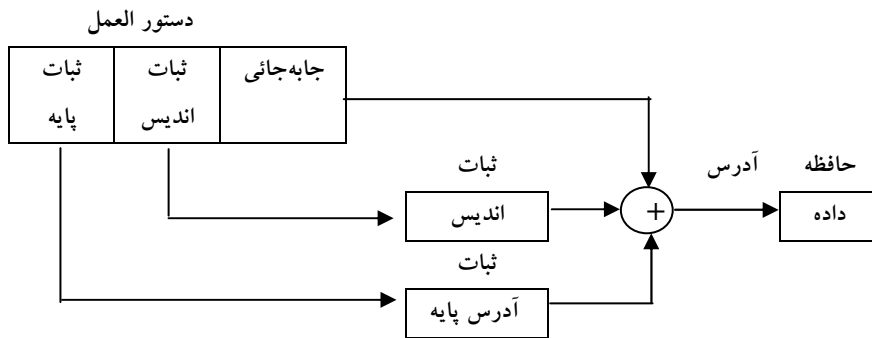 دستور العمل
ثبات پایه
ثبات اندیس
جابه‌جائی
ثبات
اندیس
+
آدرس
حافظه
داده
ثبات
آدرس پایه